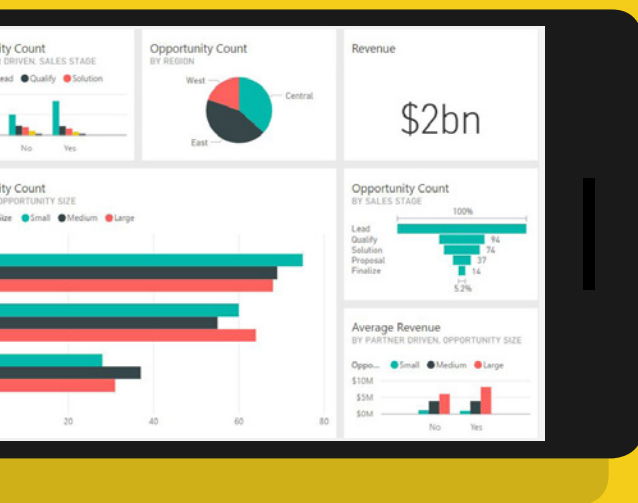 ity Count
DRIVEN, SALES STAGE
ead Qualify Solution
No Yes
Opportunity Count
BY REGION
West
Central
East
Revenue
$2bn
ity Count
OPPORTUNITY SIZE
Size Small Medium Large
20 40 60 80
Opportunity Count
BY SALES STAGE
100%
Lead
Qualify 94
Solution 74
Proposal 37
Finalize 14
5.2%
Average Revenue
BY PARTNER DRIVEN, OPPORTUNITY SIZE
Oppo... Small Medium Large
$10M
$5M
$0M
No Yes